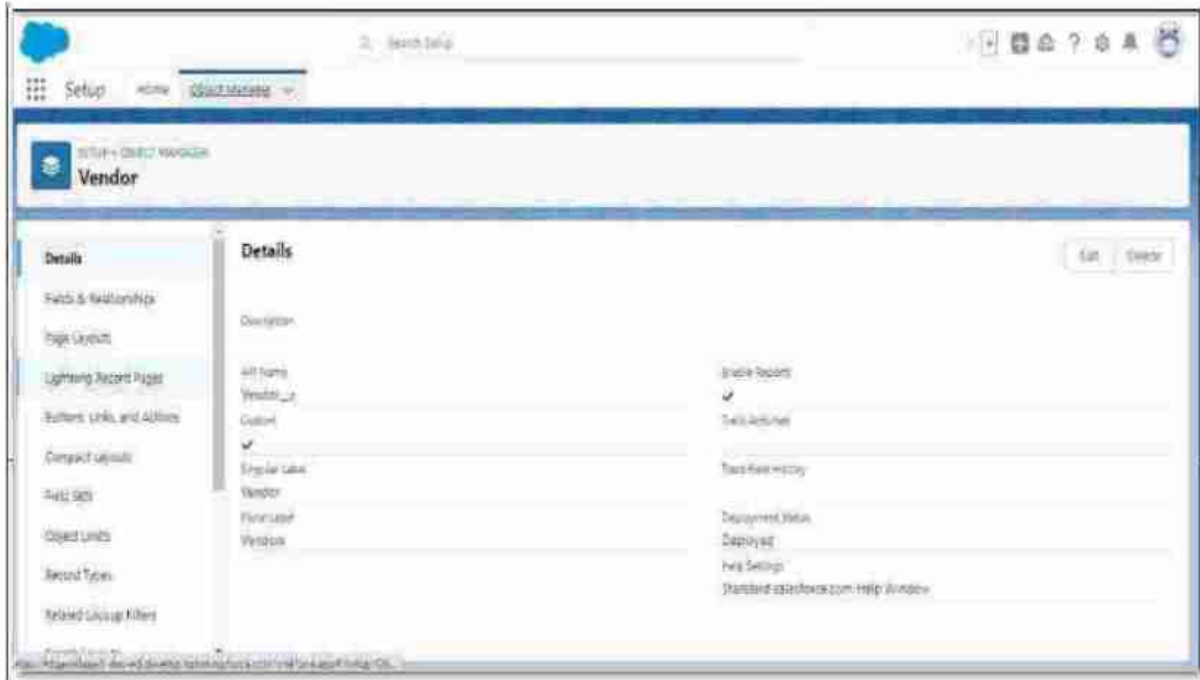 Search Setup
Setup Home Object Manager
SETUP > OBJECT MANAGER
Vendor
Details
Fields & Relationships
Page Layouts
Lightning Record Pages
Buttons, Links, and Actions
Compact Layouts
Field Sets
Object Limits
Record Types
Related Lookup Filters
Details
Edit Delete
Description
API Name
Vendor__c
Custom
Singular Label
Vendor
Plural Label
Vendors
Enable Reports
Track Activities
Track Field History
Deployment Status
Deployed
Help Settings
Standard salesforce.com Help Window